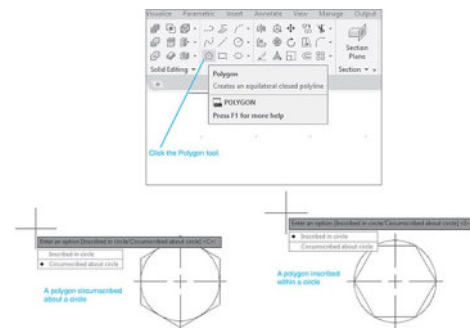 Visualize Parametric Insert Annotate View Manage Output
Section
Plane
Solid Editing
Section
Polygon
Creates an equilateral closed polyline
POLYGON
Press F1 for more help
Click the Polygon tool.
Enter an option [Inscribed in circle/Circumscribed about circle] <C>
Inscribed in circle
Circumscribed about circle
A polygon circumscribed
about a circle
Enter an option [Inscribed in circle/Circumscribed about circle]
Inscribed in circle
Circumscribed about circle
A polygon inscribed
within a circle